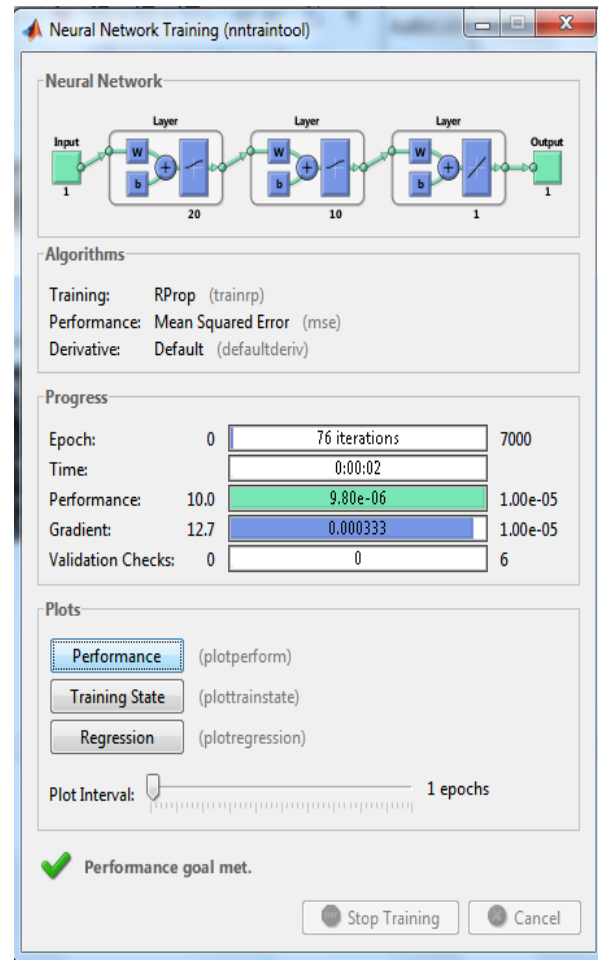 Neural Network Training (nntraintool)
Neural Network
Layer Layer Layer
Input Output
W W W
b b b
1 1
20 10 1
Algorithms
Training: RProp (trainrp)
Performance: Mean Squared Error (mse)
Derivative: Default (defaultderiv)
Progress
Epoch: 0 76 iterations 7000
Time: 0:00:02
Performance: 10.0 9.80e-06 1.00e-05
Gradient: 12.7 0.000333 1.00e-05
Validation Checks: 0 0 6
Plots
Performance (plotperform)
Training State (plottrainstate)
Regression (plotregression)
Plot Interval: 1 epochs
Performance goal met.
Stop Training Cancel